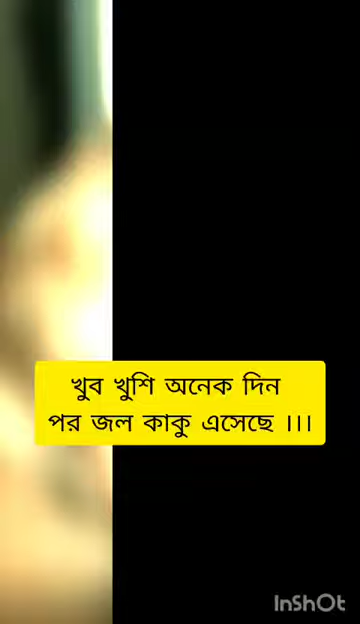 খুব খুশি অনেক দিন
পর জল কাকু এসেছে ।।।
InShOt